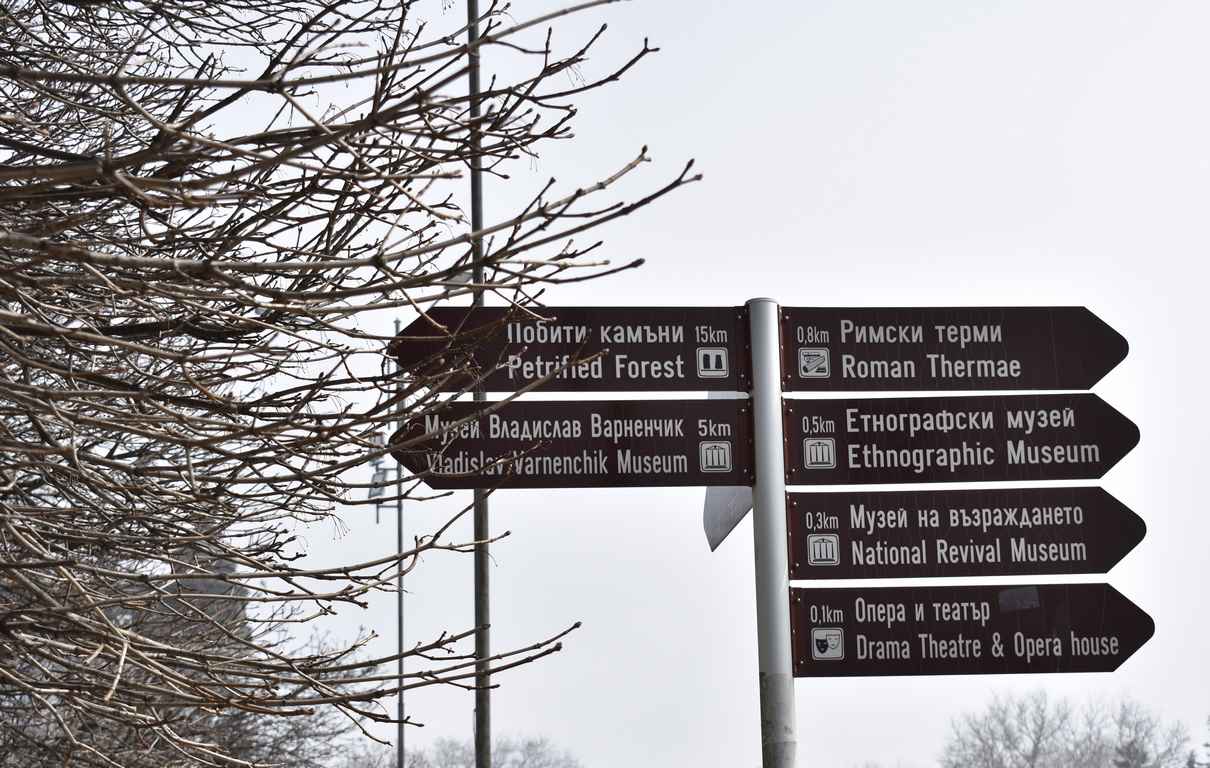 Побити камъни 15km
Petrified Forest
Музей Владислав Варненчик 5km
Vladislav Varnenchik Museum
0,8km Римски терми
Roman Thermae
0,5km Етнографски музей
Ethnographic Museum
0,3km Музей на възраждането
National Revival Museum
0,1km Опера и театър
Drama Theatre & Opera house